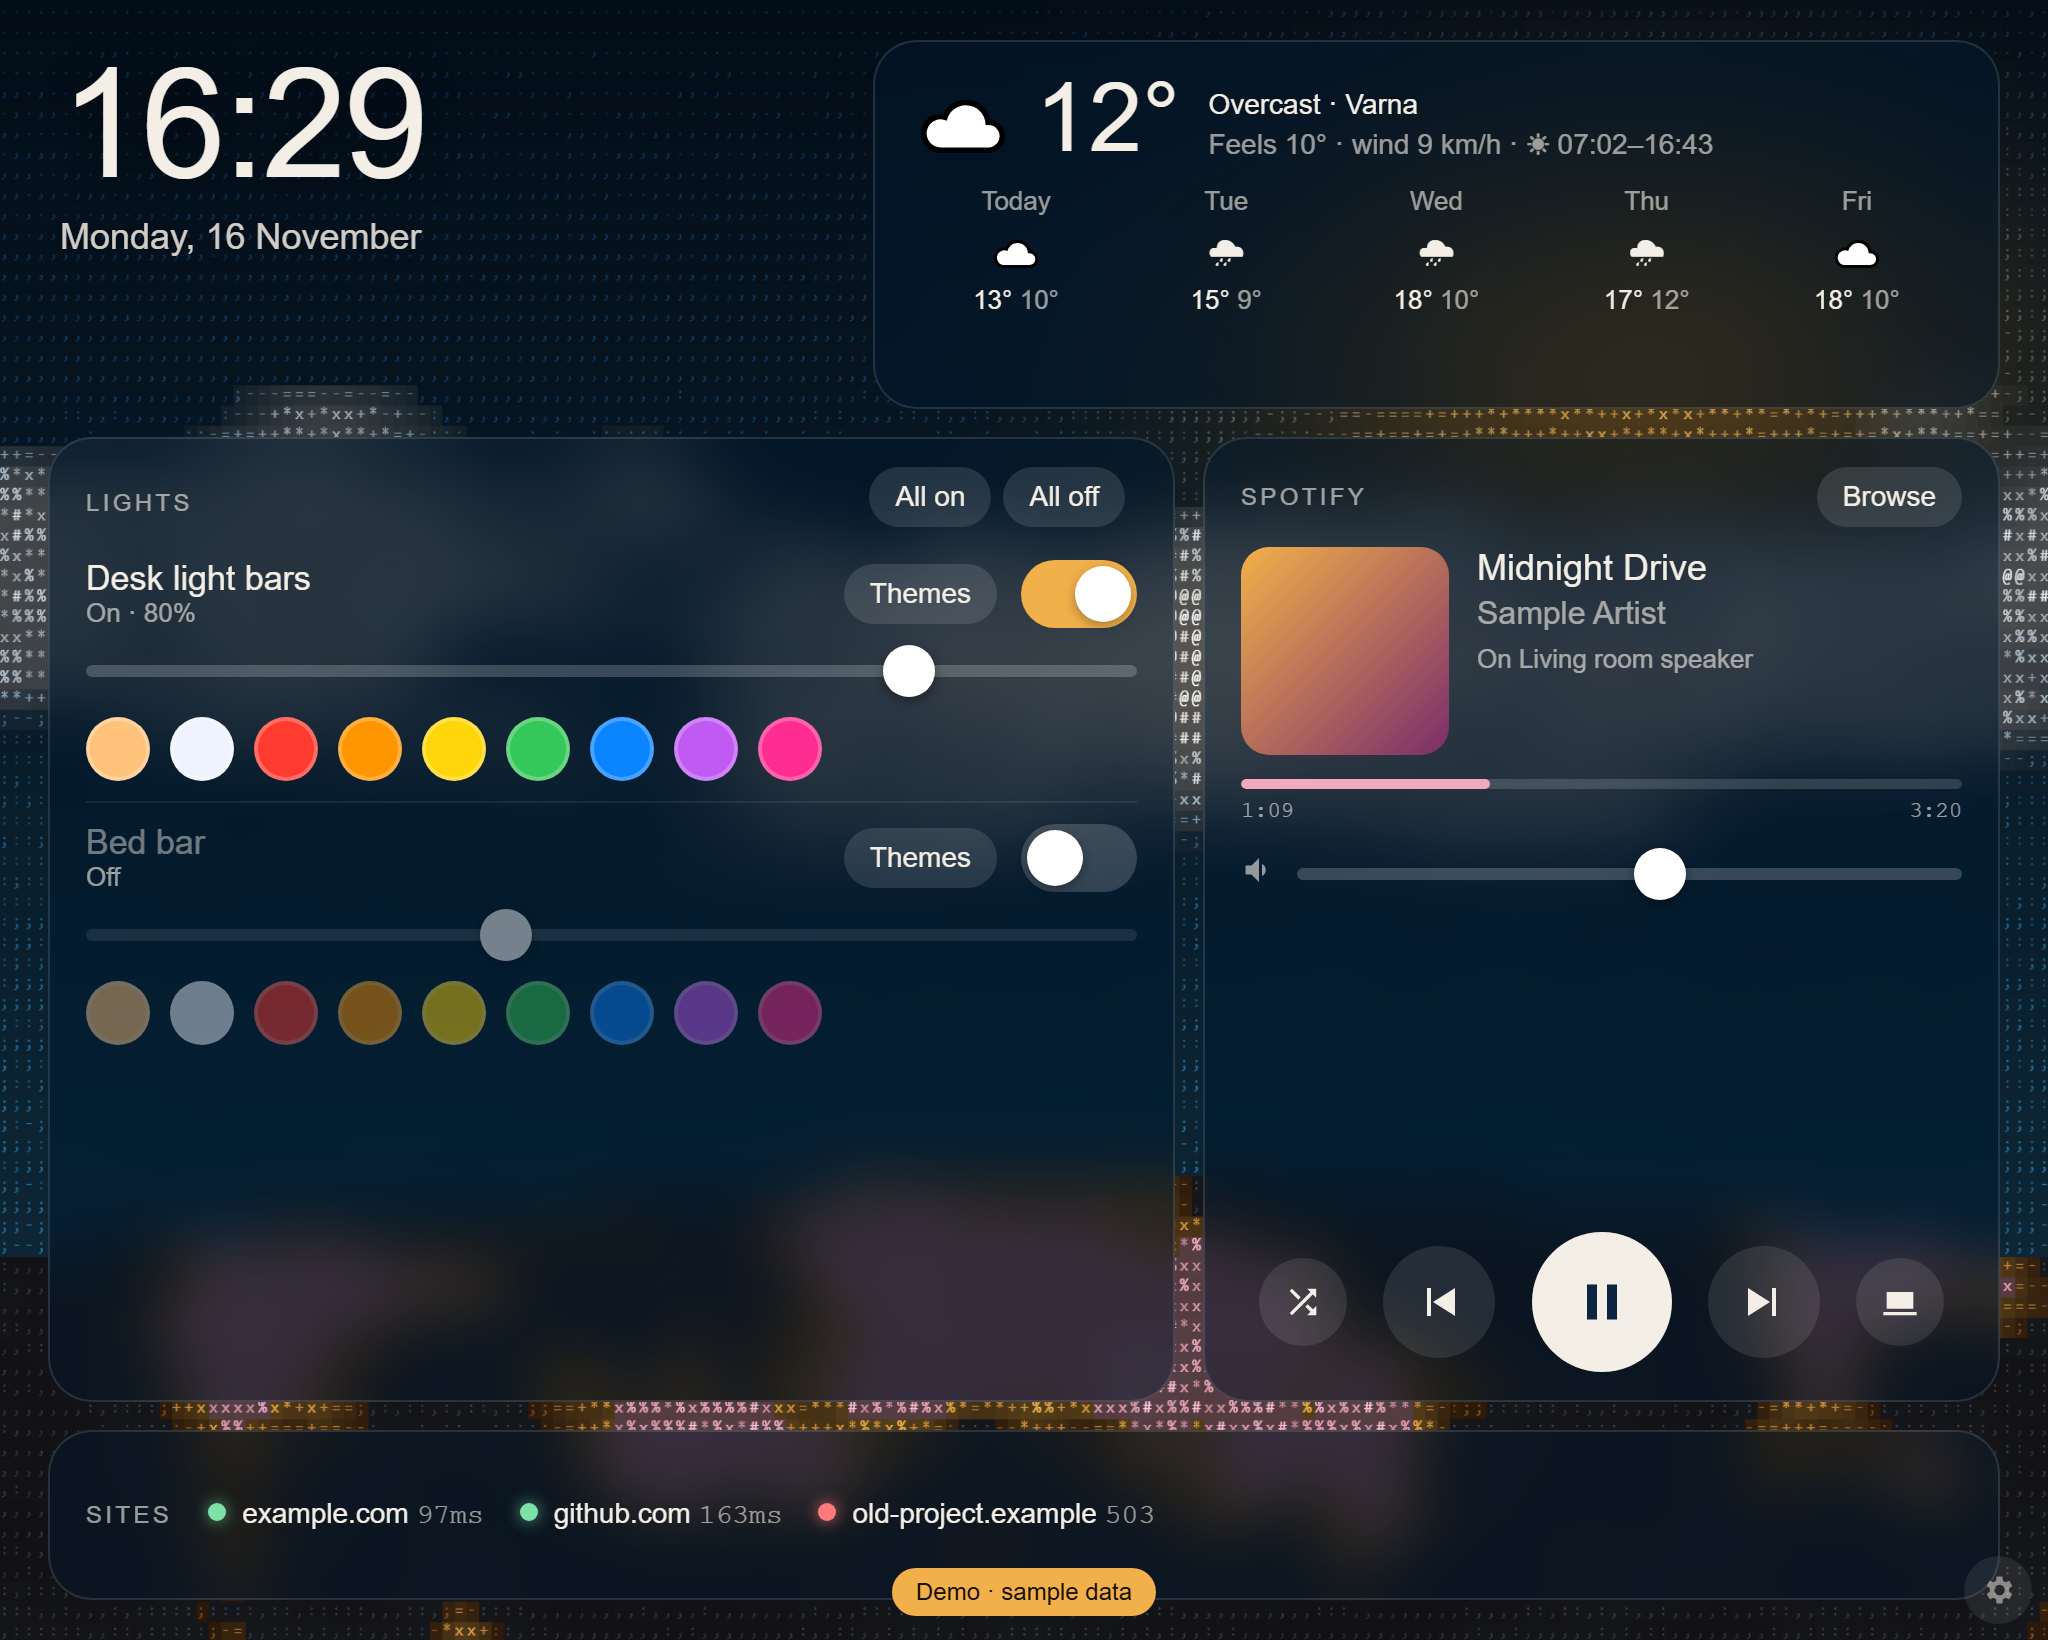 16:29
Monday, 16 November
12°
Overcast · Varna
Feels 10° · wind 9 km/h · ☀ 07:02–16:43
Today Tue Wed Thu Fri
13° 10° 15° 9° 18° 10° 17° 12° 18° 10°
LIGHTS
All on All off
Desk light bars
On · 80%
Themes
Bed bar
Off
Themes
SPOTIFY
Browse
Midnight Drive
Sample Artist
On Living room speaker
1:09 3:20
SITES example.com 97ms github.com 163ms old-project.example 503
Demo · sample data